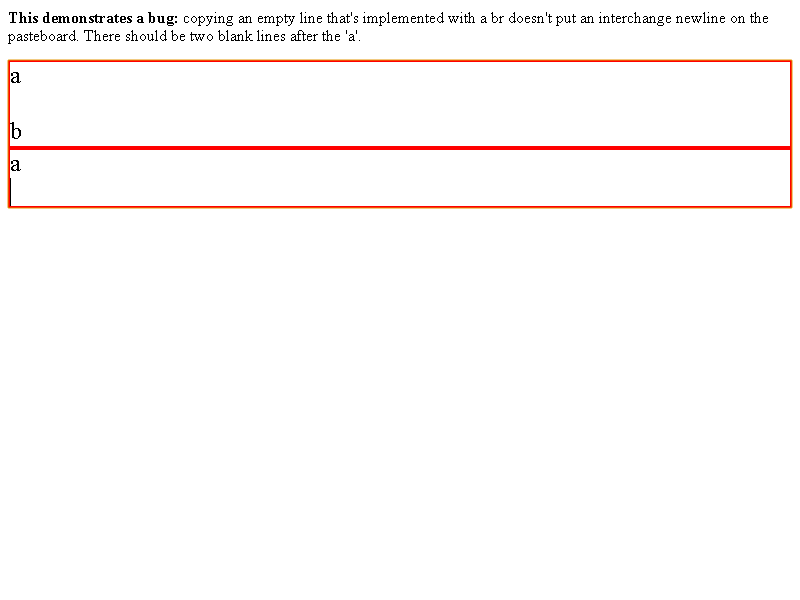 This demonstrates a bug: copying an empty line that's implemented with a br doesn't put an interchange newline on the
pasteboard. There should be two blank lines after the 'a'.
a
b
a